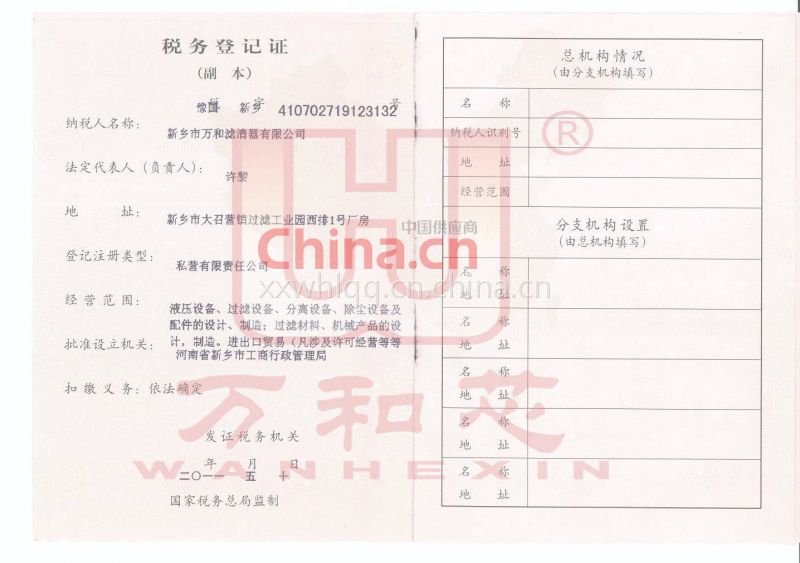 税务登记证
(副 本)
豫国 税 新乡 字 410702719123132 号
纳税人名称：
新乡市万和滤清器有限公司
法定代表人（负责人）：
许黎
地 址：
新乡市大召营镇过滤工业园西排1号厂房
登记注册类型：
私营有限责任公司
经营范围：
液压设备、过滤设备、分离设备、除尘设备及
配件的设计、制造；过滤材料、机械产品的设
计，制造。进出口贸易（凡涉及许可经营等等
批准设立机关：
河南省新乡市工商行政管理局
扣缴义务：依法确定
发证税务机关
年 月 日
二〇一一 五 十
国家税务总局监制
总机构情况
(由分支机构填写)
名 称
纳税人识别号
地 址
经营范围
分支机构设置
(由总机构填写)
名 称
地 址
名 称
地 址
名 称
地 址
名 称
地 址
名 称
地 址
®
中国供应商
China.cn
xxwhlqq.cn.china.cn
万和芯
WANHEXIN